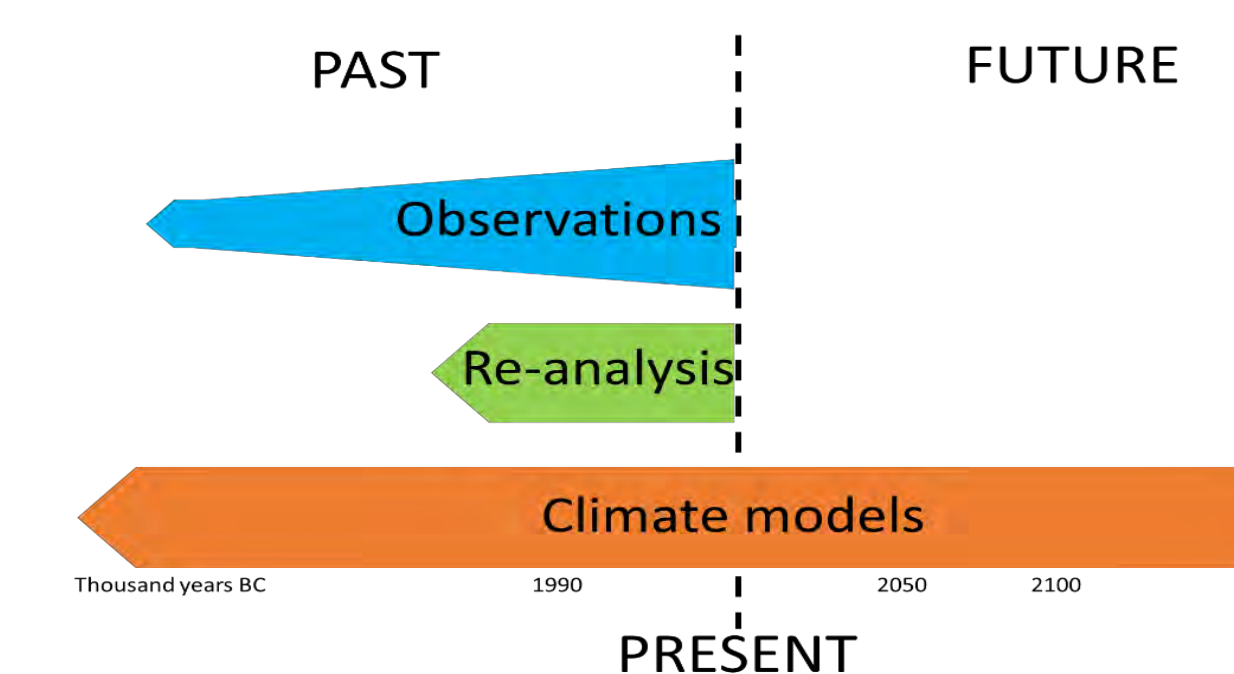 PAST
FUTURE
Observations
Re-analysis
Climate models
Thousand years BC
1990
2050
2100
PRESENT